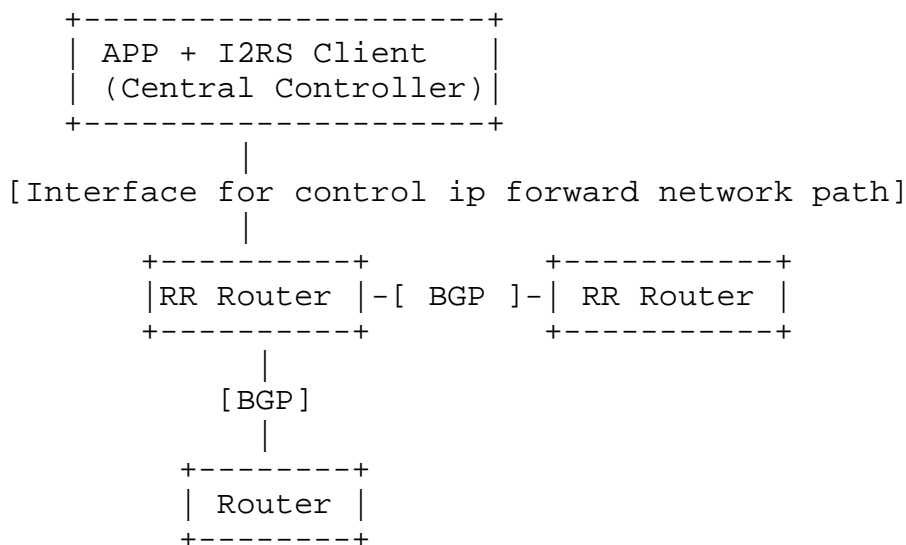 APP + I2RS Client
(Central Controller)
[Interface for control ip forward network path]
RR Router -[ BGP ]- RR Router
[BGP]
Router